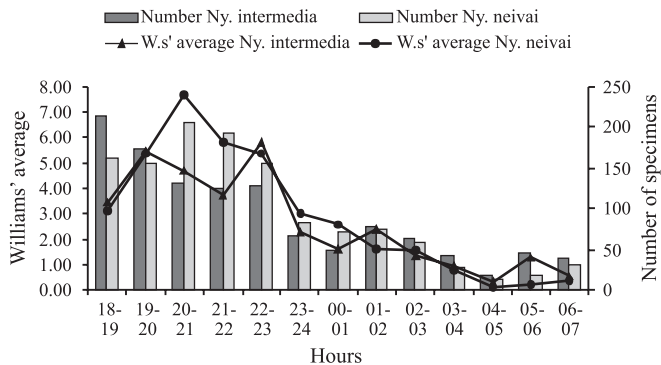 Number Ny. intermedia Number Ny. neivai
W.s' average Ny. intermedia W.s' average Ny. neivai
8.00 250
7.00
6.00 200
5.00 150
4.00
3.00 100
2.00 50
1.00
0.00 0
Williams' average
Number of specimens
18- 19- 20- 21- 22- 23- 00- 01- 02- 03- 04- 05- 06-
19 20 21 22 23 24 01 02 03 04 05 06 07
Hours